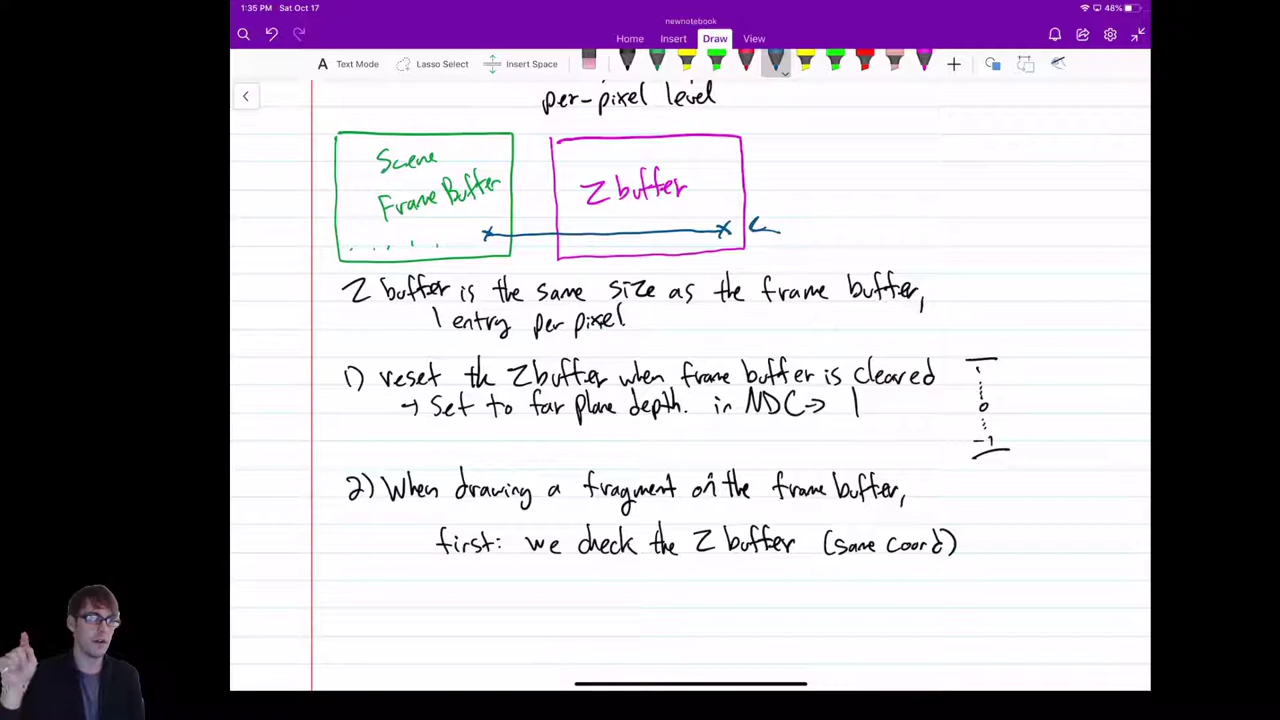 1:35 PM Sat Oct 17
48%
newnotebook
Home Insert Draw View
A Text Mode Lasso Select Insert Space
per-pixel level
Scene
Frame Buffer
Z buffer
Z buffer is the same size as the frame buffer,
1 entry per pixel
1) reset the Z buffer when frame buffer is cleared
→ Set to far plane depth. in NDC → 1
1
0
-1
2) When drawing a fragment on the frame buffer,
first: we check the Z buffer (same coord)